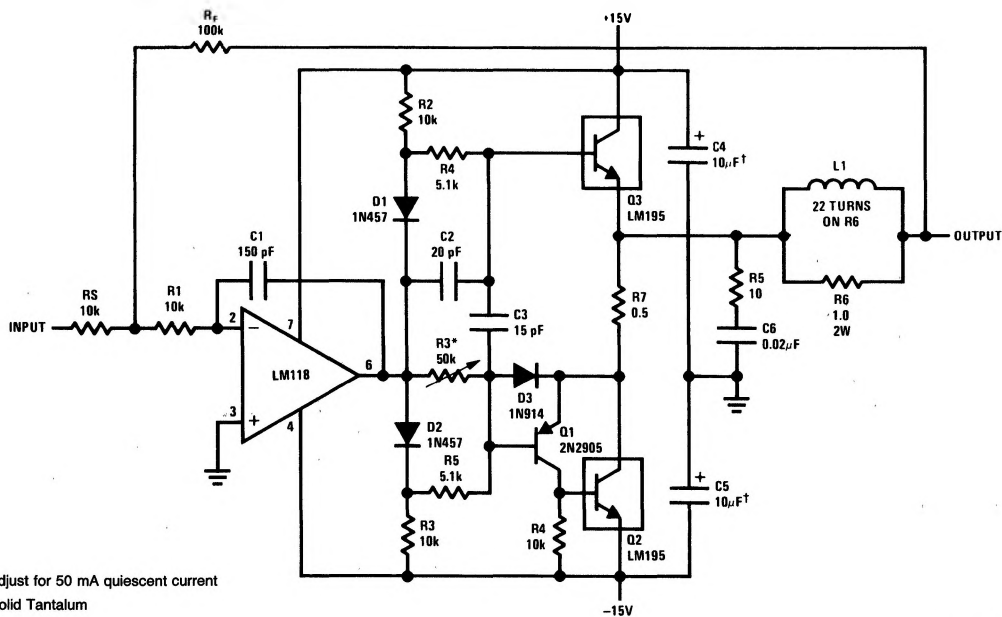 RF
100k
+15V
R2
10k
R4
5.1k
Q3
LM195
C4
10µF†
L1
22 TURNS
ON R6
OUTPUT
D1
1N457
C1
150 pF
C2
20 pF
R5
10
R6
1.0
2W
RS
10k
R1
10k
INPUT
2
−
7
LM118
6
3
+
4
C3
15 pF
R7
0.5
C6
0.02µF
R3*
50k
D3
1N914
D2
1N457
Q1
2N2905
R5
5.1k
C5
10µF†
R3
10k
R4
10k
Q2
LM195
+
+
−15V
djust for 50 mA quiescent current
olid Tantalum